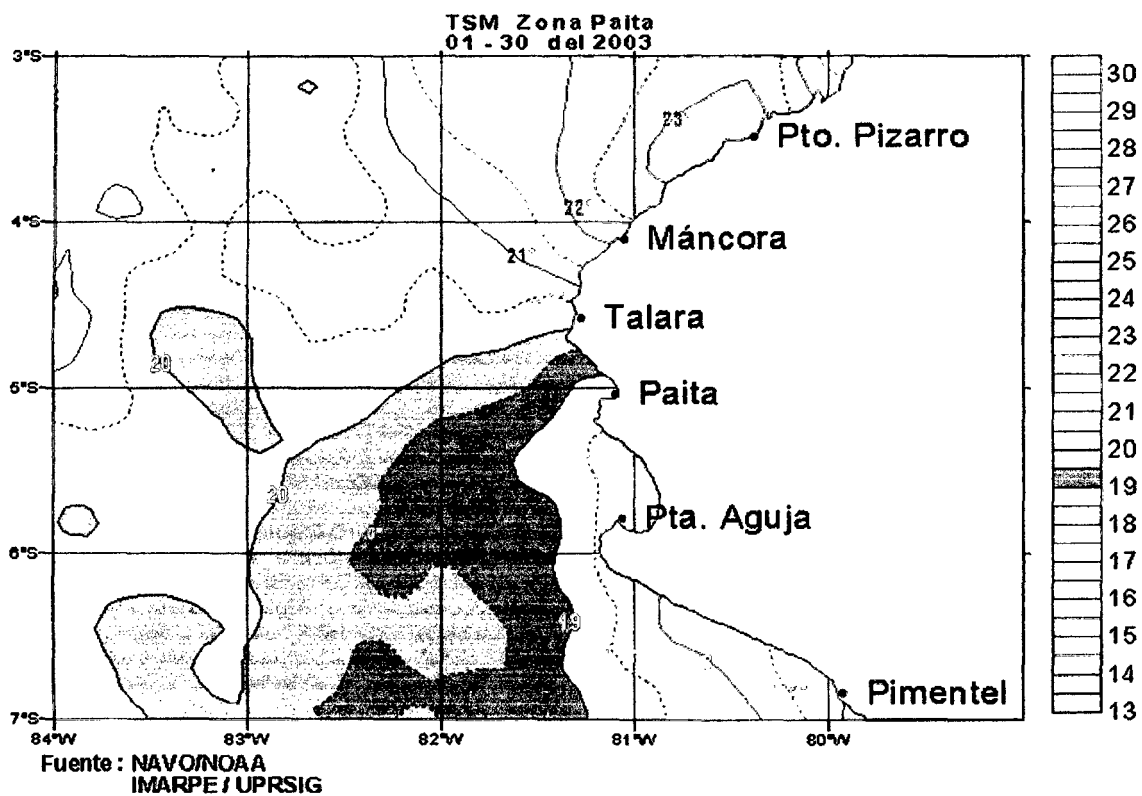 TSM Zona Paita
01 - 30 del 2003
3°S
4°S
5°S
6°S
7°S
84°W
83°W
82°W
81°W
80°W
23°
22°
21°
20
20
19
Pto. Pizarro
Máncora
Talara
Paita
Pta. Aguja
Pimentel
30
29
28
27
26
25
24
23
22
21
20
19
18
17
16
15
14
13
Fuente : NAVO/NOAA
IMARPE / UPRSIG